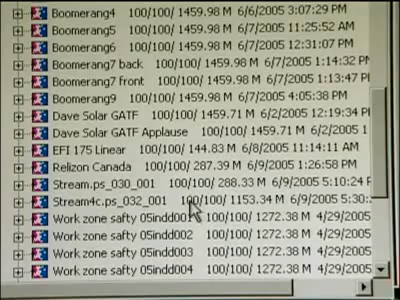 Boomerang4 100/100/ 1459.98 M 6/6/2005 3:07:29 PM
Boomerang5 100/100/ 1459.98 M 6/7/2005 11:25:52 AM
Boomerang6 100/100/ 1459.98 M 6/7/2005 12:31:07 PM
Boomerang7 back 100/100/ 1459.98 M 6/7/2005 1:14:32 P
Boomerang7 front 100/100/ 1459.98 M 6/7/2005 1:13:47 P
Boomerang9 100/100/ 1459.98 M 6/7/2005 4:05:38 PM
Dave Solar GATF 100/100/ 1459.71 M 6/2/2005 12:19:34 P
Dave Solar GATF Applause 100/100/ 1459.71 M 6/2/2005 1
EFI 175 Linear 100/100/ 144.83 M 6/8/2005 11:14:11 AM
Relizon Canada 100/100/ 287.39 M 6/9/2005 1:26:58 PM
Stream.ps_030_001 100/100/ 288.33 M 6/9/2005 5:10:24 P
Stream4c.ps_032_001 100/100/ 1153.34 M 6/9/2005 5:30:
Work zone safty 05indd001 100/100/ 1272.38 M 4/29/2005
Work zone safty 05indd002 100/100/ 1272.38 M 4/29/2005
Work zone safty 05indd003 100/100/ 1272.38 M 4/29/2005
Work zone safty 05indd004 100/100/ 1272.38 M 4/29/2005